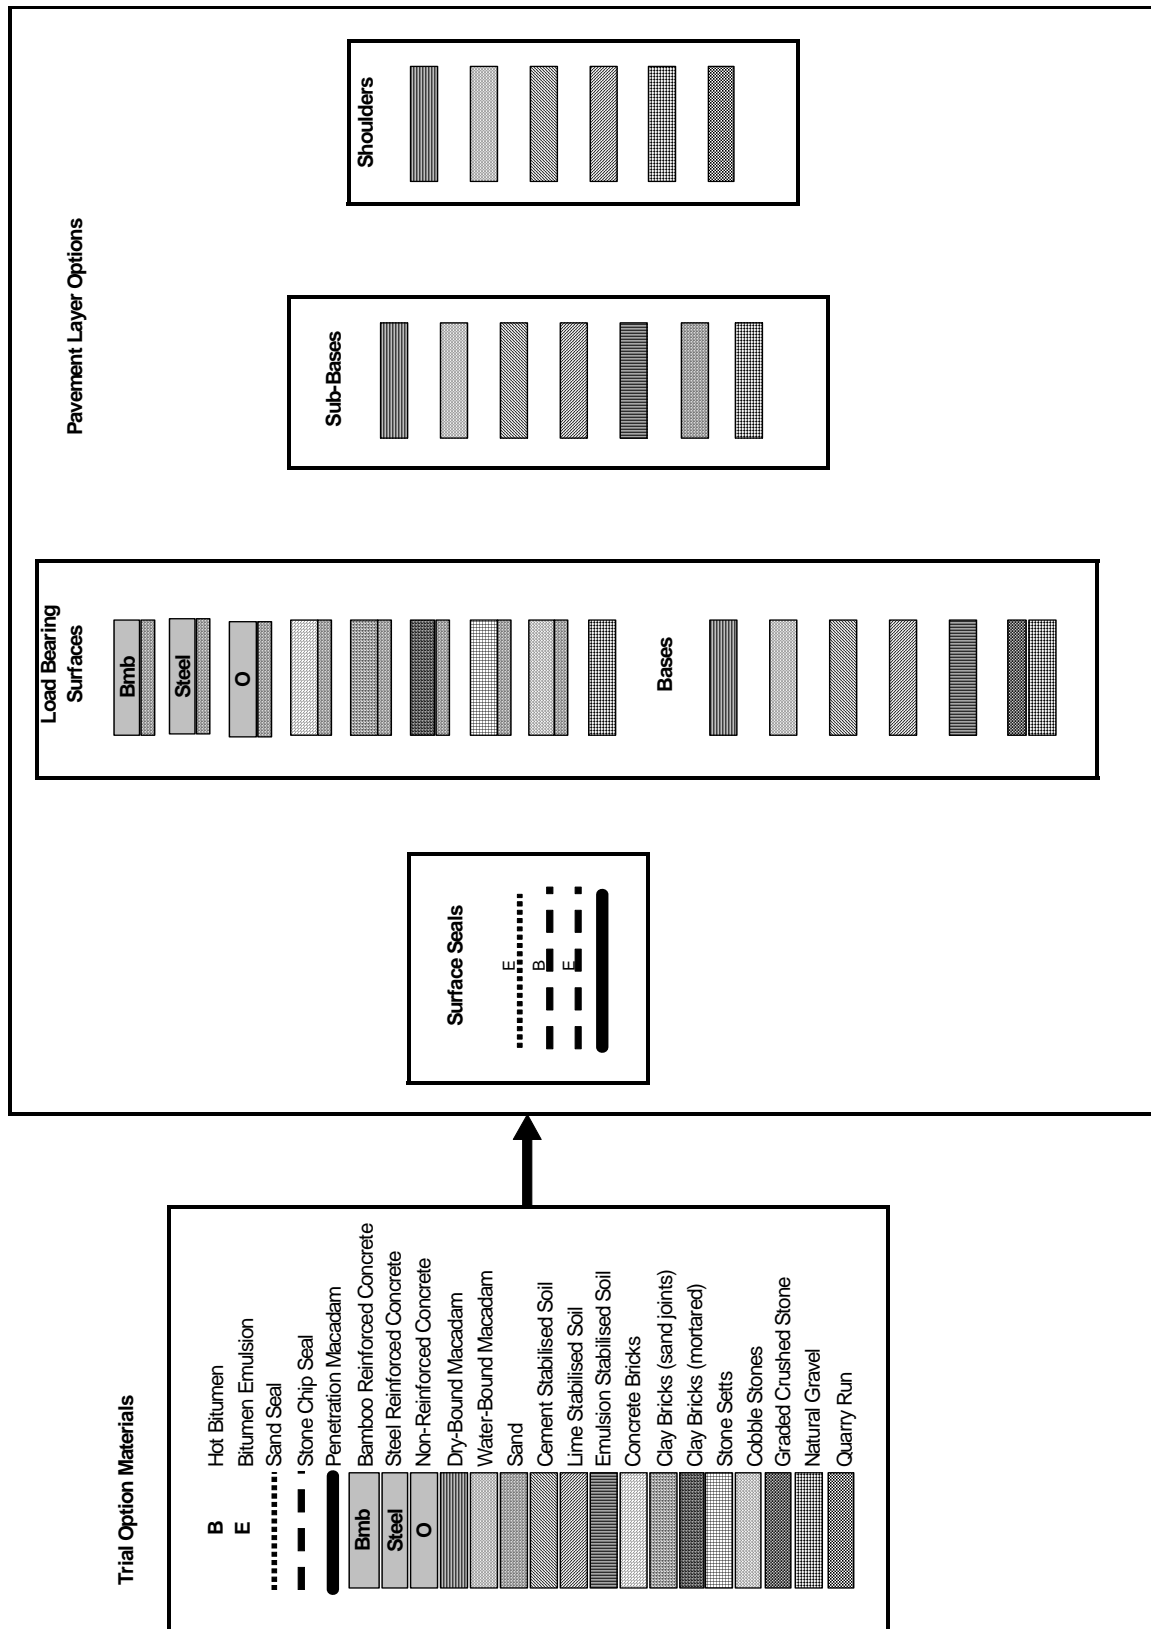 Trial Option Materials
B Hot Bitumen
E Bitumen Emulsion
Sand Seal
Stone Chip Seal
Penetration Macadam
Bmb Bamboo Reinforced Concrete
Steel Steel Reinforced Concrete
O Non-Reinforced Concrete
Dry-Bound Macadam
Water-Bound Macadam
Sand
Cement Stabilised Soil
Lime Stabilised Soil
Emulsion Stabilised Soil
Concrete Bricks
Clay Bricks (sand joints)
Clay Bricks (mortared)
Stone Setts
Cobble Stones
Graded Crushed Stone
Natural Gravel
Quarry Run
Pavement Layer Options
Surface Seals
E
B
E
Load Bearing
Surfaces
Bmb
Steel
O
Bases
Sub-Bases
Shoulders